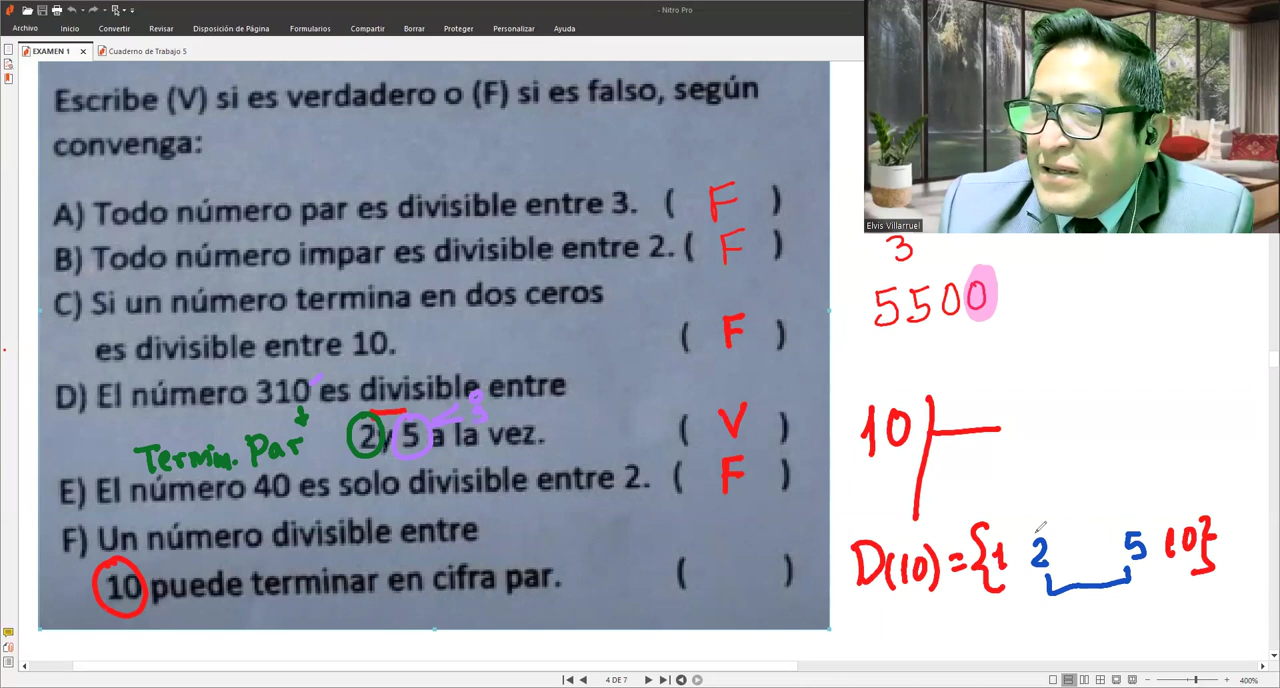 Nitro Pro
Archivo Inicio Convertir Revisar Disposición de Página Formularios Compartir Borrar Proteger Personalizar Ayuda
EXAMEN 1 × Cuaderno de Trabajo 5
Escribe (V) si es verdadero o (F) si es falso, según
convenga:
A) Todo número par es divisible entre 3. ( F )
B) Todo número impar es divisible entre 2. ( F )
C) Si un número termina en dos ceros
es divisible entre 10. ( F )
D) El número 310 es divisible entre
2 y 5 a la vez. ( V )
Termin. Par
E) El número 40 es solo divisible entre 2. ( F )
F) Un número divisible entre
10 puede terminar en cifra par. ( )
Elvis Villarruel
3
5500
10
D(10) = {1 2 5 10}
4 DE 7
400%